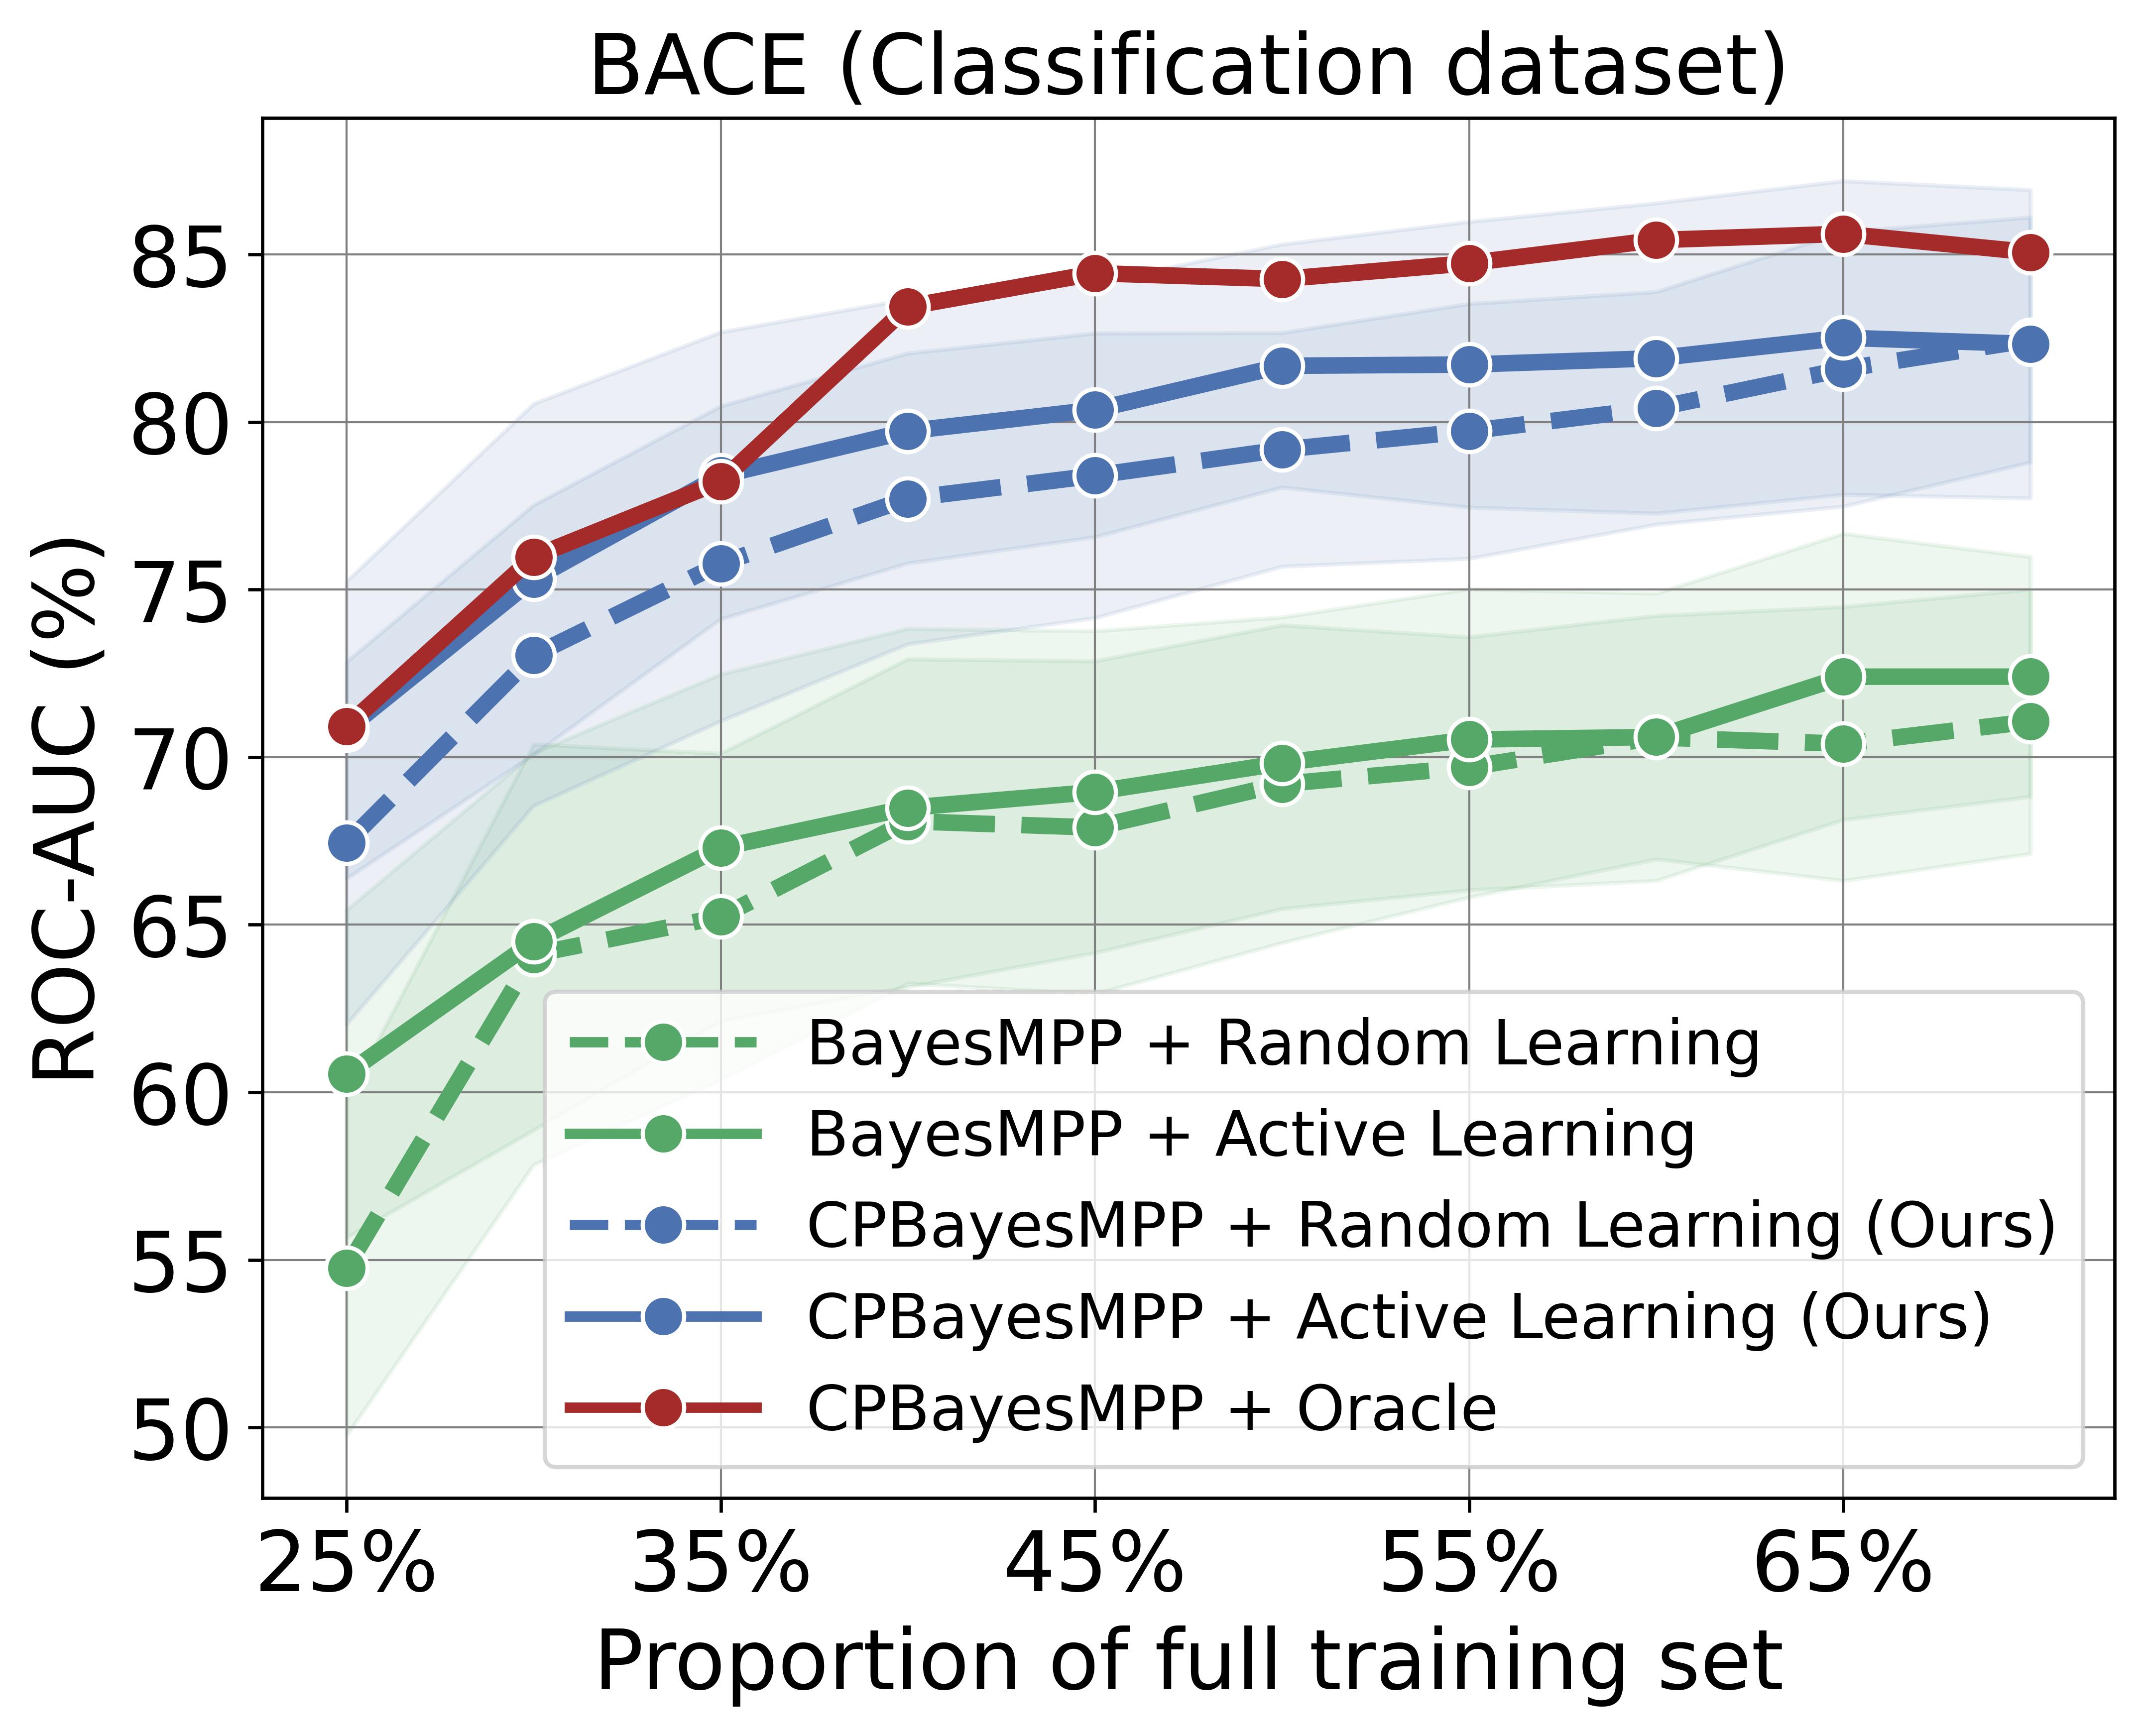 BACE (Classification dataset)
ROC-AUC (%)
85
80
75
70
65
60
55
50
BayesMPP + Random Learning
BayesMPP + Active Learning
CPBayesMPP + Random Learning (Ours)
CPBayesMPP + Active Learning (Ours)
CPBayesMPP + Oracle
25% 35% 45% 55% 65%
Proportion of full training set